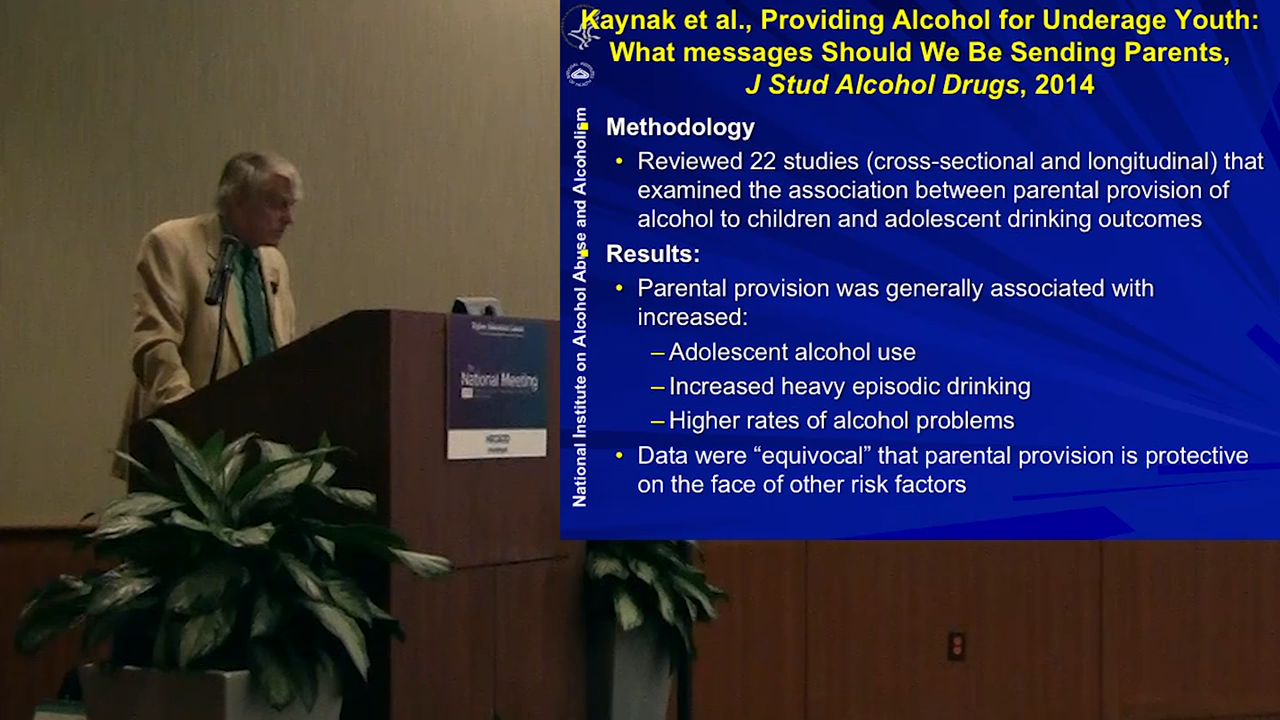 Kaynak et al., Providing Alcohol for Underage Youth:
What messages Should We Be Sending Parents,
J Stud Alcohol Drugs, 2014
National Institute on Alcohol Abuse and Alcoholism
Methodology
• Reviewed 22 studies (cross-sectional and longitudinal) that
examined the association between parental provision of
alcohol to children and adolescent drinking outcomes
Results:
• Parental provision was generally associated with
increased:
– Adolescent alcohol use
– Increased heavy episodic drinking
– Higher rates of alcohol problems
• Data were “equivocal” that parental provision is protective
on the face of other risk factors
National Meeting